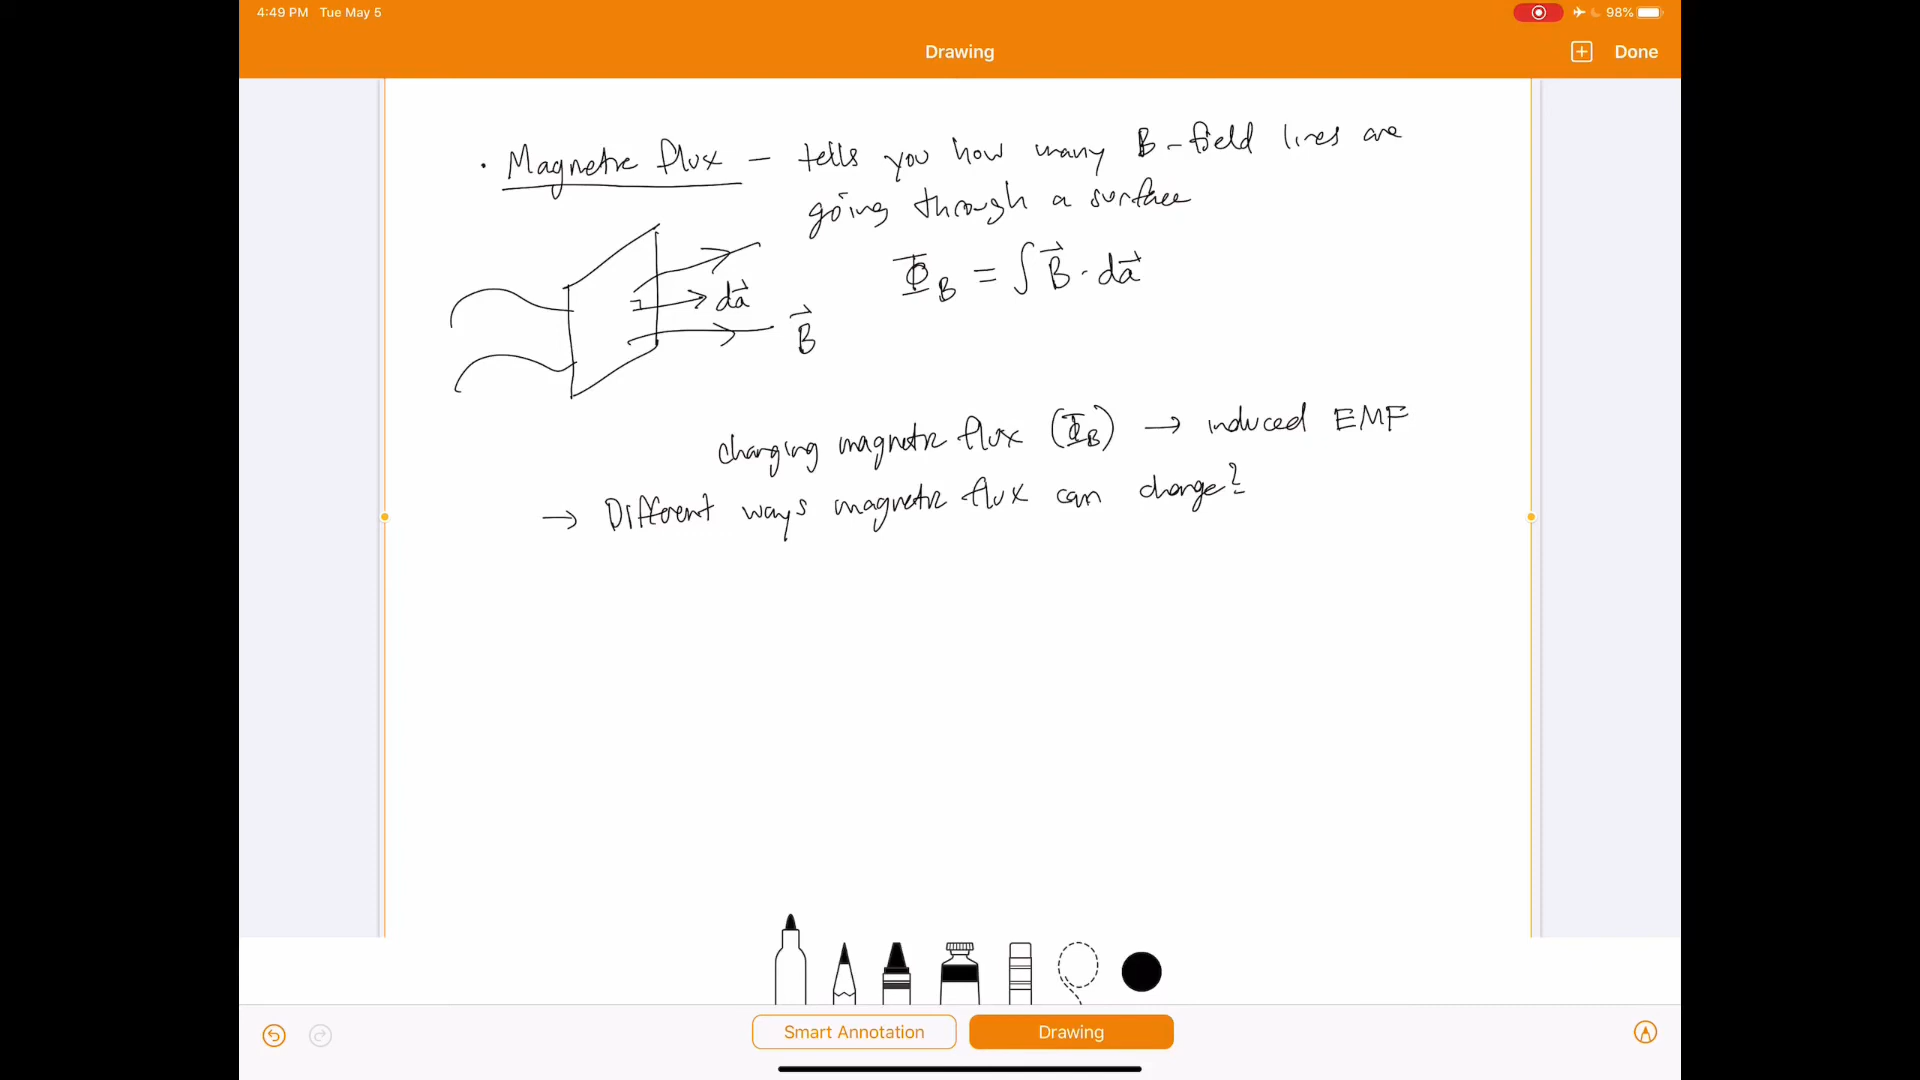 4:49 PM Tue May 5
98%
Drawing
Done
· Magnetic flux – tells you how many B-field lines are
going through a surface
Φ_B = ∫ B⃗ · da⃗
da⃗
B⃗
changing magnetic flux (Φ_B) → induced EMF
→ Different ways magnetic flux can change?
Smart Annotation
Drawing